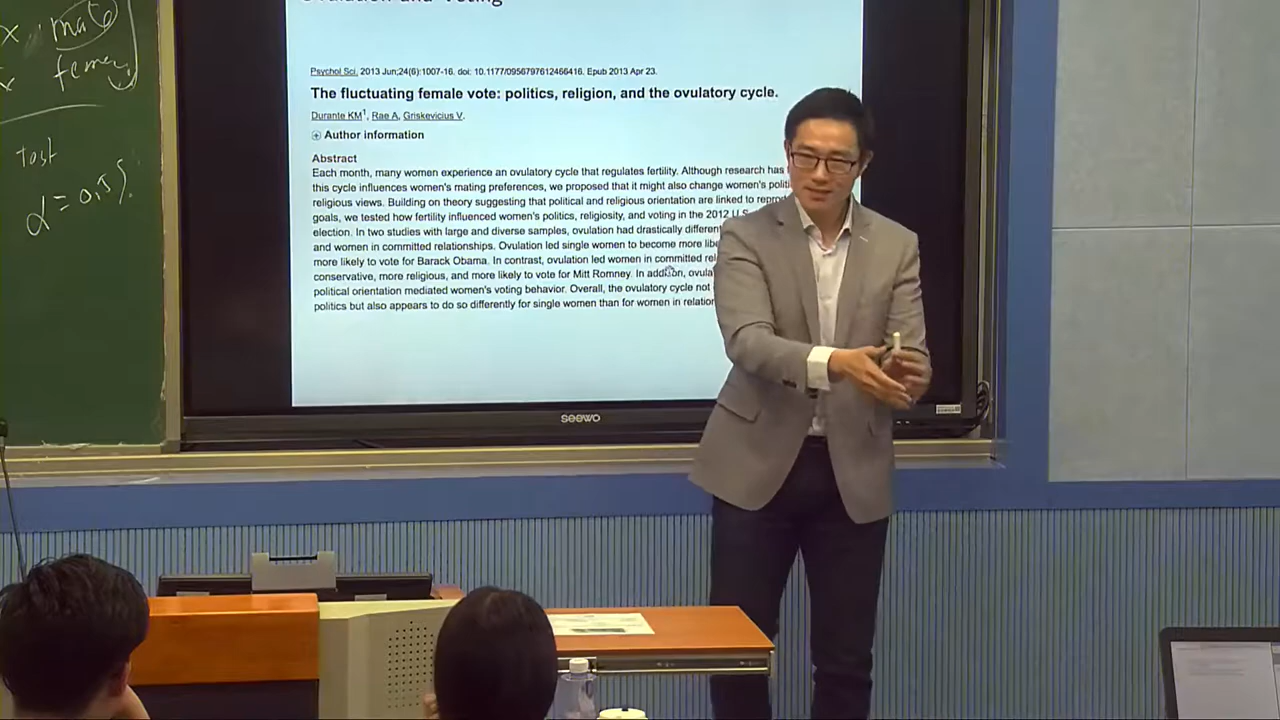 x male
x female
Test
α = 0.5%
Ovulation and Voting
Psychol Sci. 2013 Jun;24(6):1007-16. doi: 10.1177/0956797612466416. Epub 2013 Apr 23.
The fluctuating female vote: politics, religion, and the ovulatory cycle.
Durante KM1, Rae A, Griskevicius V.
Author information
Abstract
Each month, many women experience an ovulatory cycle that regulates fertility. Although research has
this cycle influences women's mating preferences, we proposed that it might also change women's
religious views. Building on theory suggesting that political and religious orientation are linked to
goals, we tested how fertility influenced women's politics, religiosity, and voting in the 2012 U.S.
election. In two studies with large and diverse samples, ovulation had drastically
and women in committed relationships. Ovulation led single women to become more
more likely to vote for Barack Obama. In contrast, ovulation led women in committed
conservative, more religious, and more likely to vote for Mitt Romney. In addition,
political orientation mediated women's voting behavior. Overall, the ovulatory cycle not
politics but also appears to do so differently for single women than for women in
seewo